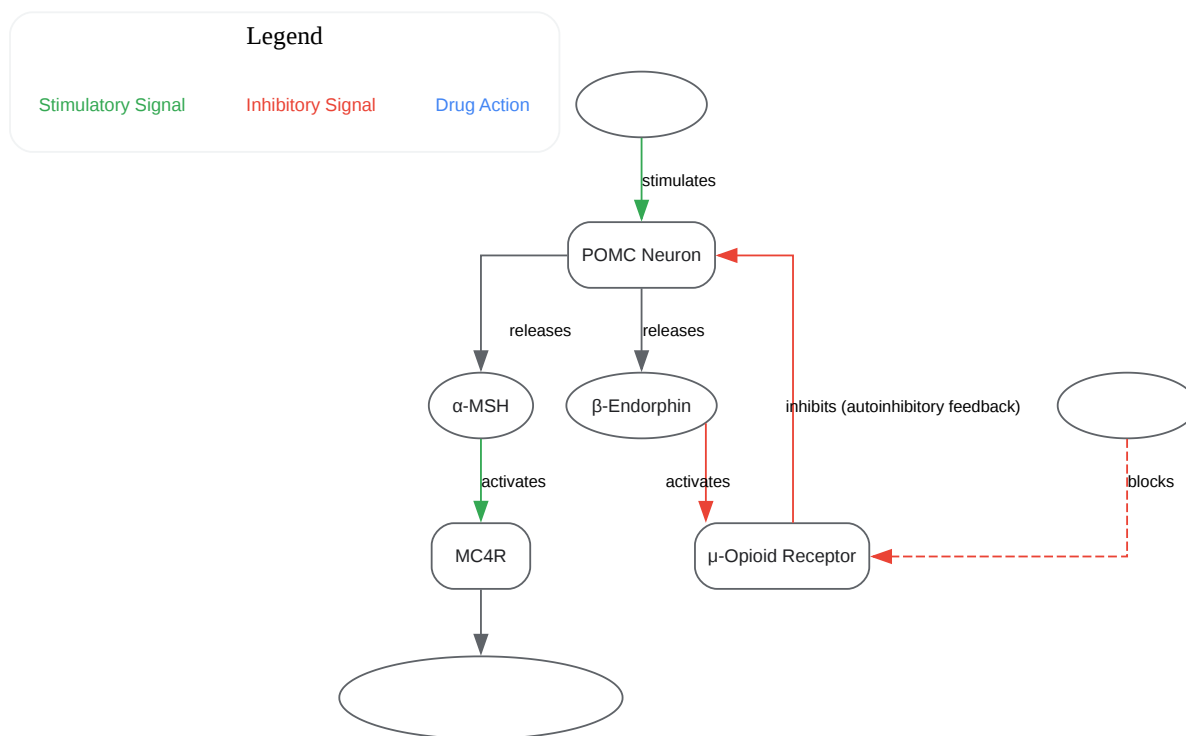 Legend
Stimulatory Signal
Inhibitory Signal
Drug Action
stimulates
POMC Neuron
releases
releases
α-MSH
β-Endorphin
inhibits (autoinhibitory feedback)
activates
activates
blocks
MC4R
μ-Opioid Receptor